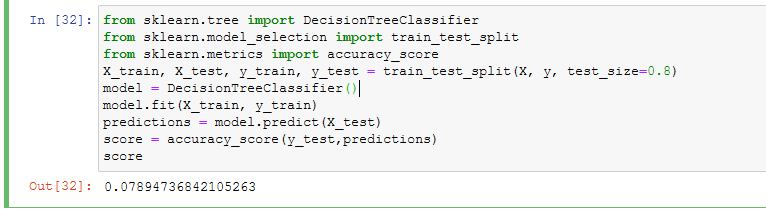 In [32]: from sklearn.tree import DecisionTreeClassifier
from sklearn.model_selection import train_test_split
from sklearn.metrics import accuracy_score
X_train, X_test, y_train, y_test = train_test_split(X, y, test_size=0.8)
model = DecisionTreeClassifier()
model.fit(X_train, y_train)
predictions = model.predict(X_test)
score = accuracy_score(y_test,predictions)
score
Out[32]: 0.07894736842105263